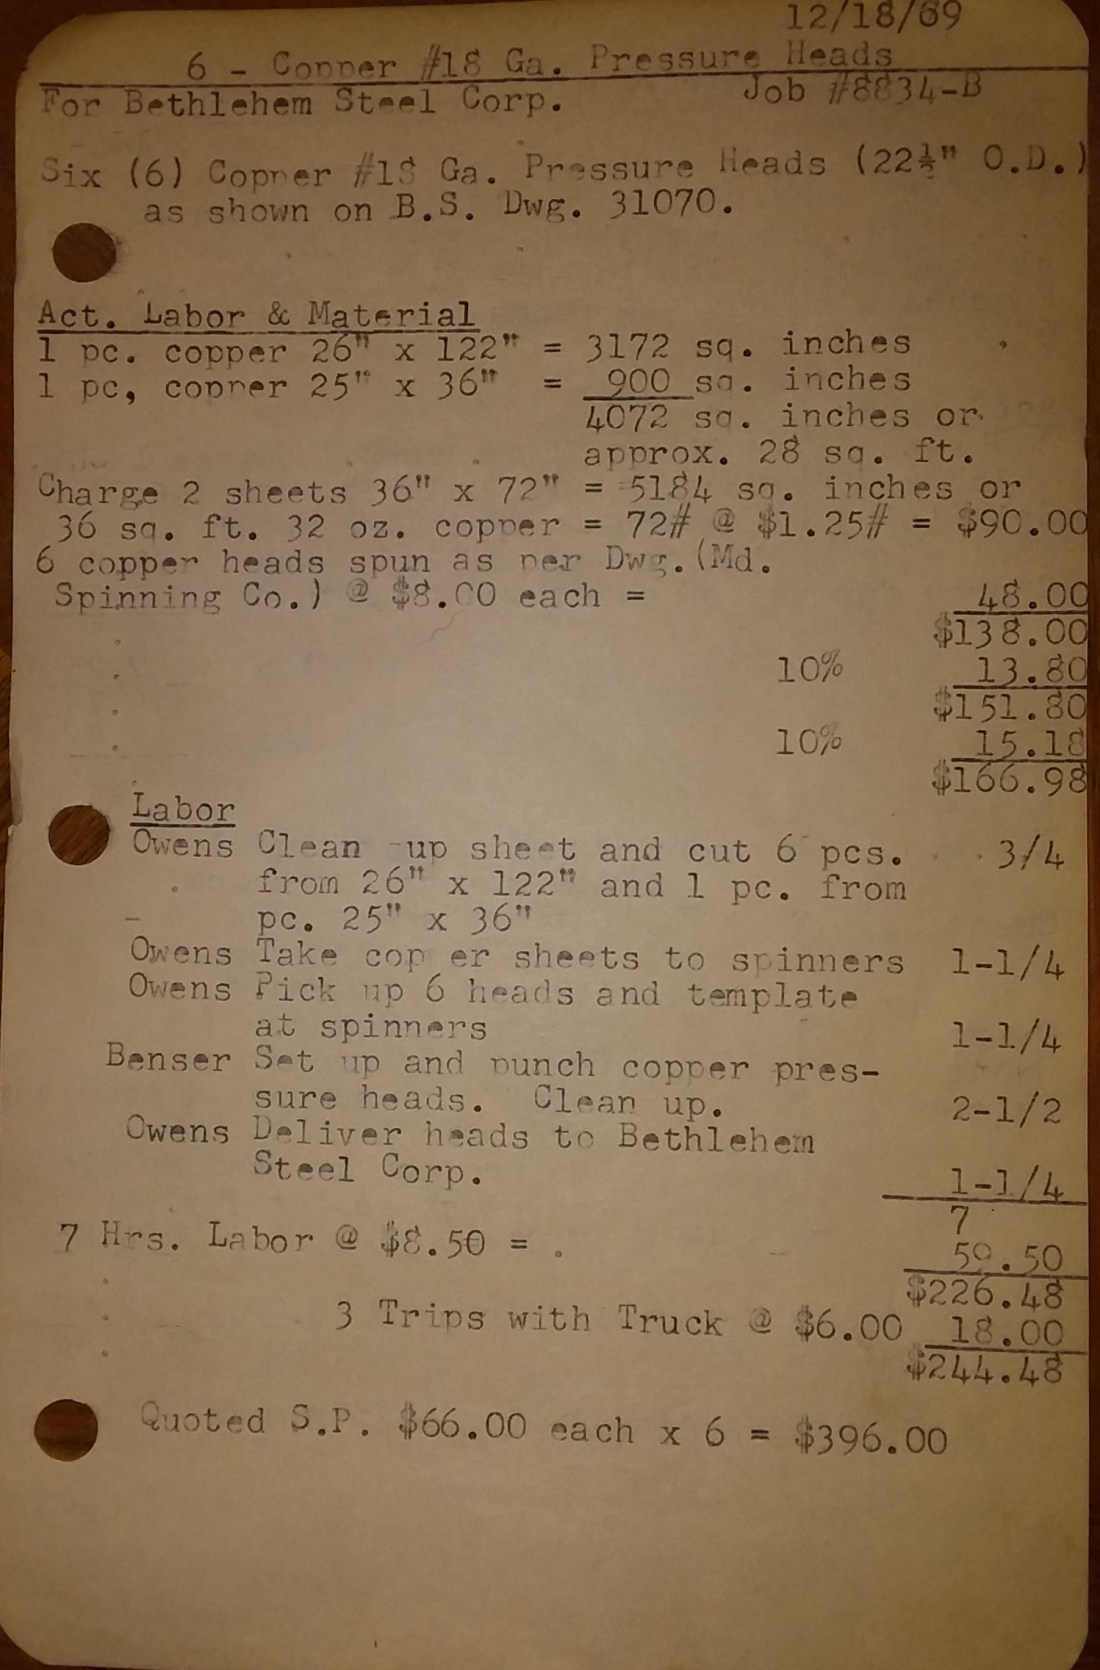 12/18/69
6 - Copper #18 Ga. Pressure Heads
For Bethlehem Steel Corp. Job #8834-B
Six (6) Copper #18 Ga. Pressure Heads (22½" O.D.)
as shown on B.S. Dwg. 31070.
Act. Labor & Material
1 pc. copper 26" x 122" = 3172 sq. inches
1 pc, copper 25" x 36" = 900 sq. inches
4072 sq. inches or
approx. 28 sq. ft.
Charge 2 sheets 36" x 72" = 5184 sq. inches or
36 sq. ft. 32 oz. copper = 72# @ $1.25# = $90.00
6 copper heads spun as per Dwg.(Md.
Spinning Co.) @ $8.00 each = 48.00
$138.00
10% 13.80
$151.80
10% 15.18
$166.98
Labor
Owens Clean up sheet and cut 6 pcs. 3/4
from 26" x 122" and 1 pc. from
pc. 25" x 36"
Owens Take cop er sheets to spinners 1-1/4
Owens Pick up 6 heads and template
at spinners 1-1/4
Benser Set up and punch copper pres-
sure heads. Clean up. 2-1/2
Owens Deliver heads to Bethlehem
Steel Corp. 1-1/4
7
7 Hrs. Labor @ $8.50 = . 59.50
$226.48
3 Trips with Truck @ $6.00 18.00
$244.48
Quoted S.P. $66.00 each x 6 = $396.00